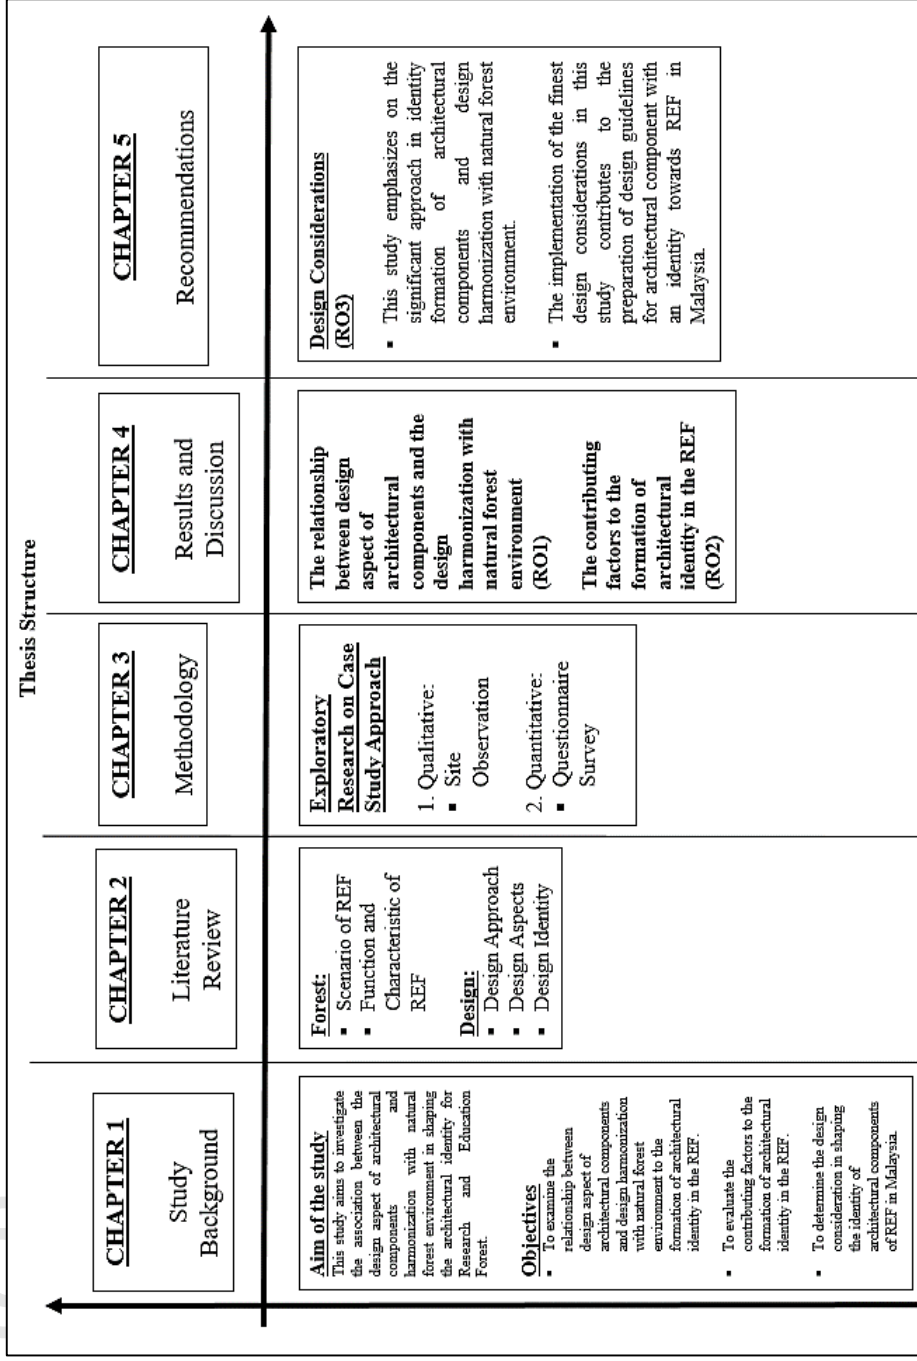 Thesis Structure
CHAPTER 1
Study
Background
Aim of the study
This study aims to investigate
the association between the
design aspect of architectural
components and
harmonization with natural
forest environment in shaping
the architectural identity for
Research and Education
Forest.
Objectives
▪ To examine the
relationship between
design aspect of
architectural components
and design harmonization
with natural forest
environment to the
formation of architectural
identity in the REF.
▪ To evaluate the
contributing factors to the
formation of architectural
identity in the REF.
▪ To determine the design
consideration in shaping
the identity of
architectural components
of REF in Malaysia.
CHAPTER 2
Literature
Review
Forest:
▪ Scenario of REF
▪ Function and
Characteristic of
REF
Design:
▪ Design Approach
▪ Design Aspects
▪ Design Identity
CHAPTER 3
Methodology
Exploratory
Research on Case
Study Approach
1. Qualitative:
▪ Site
Observation
2. Quantitative:
▪ Questionnaire
Survey
CHAPTER 4
Results and
Discussion
The relationship
between design
aspect of
architectural
components and the
design
harmonization with
natural forest
environment
(RO1)
The contributing
factors to the
formation of
architectural
identity in the REF
(RO2)
CHAPTER 5
Recommendations
Design Considerations
(RO3)
▪ This study emphasizes on the
significant approach in identity
formation of architectural
components and design
harmonization with natural forest
environment.
▪ The implementation of the finest
design considerations in this
study contributes to the
preparation of design guidelines
for architectural component with
an identity towards REF in
Malaysia.